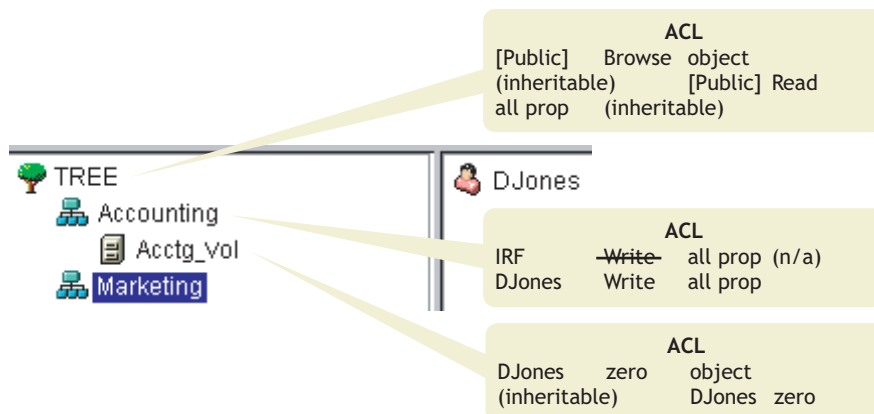 ACL
[Public] Browse object
(inheritable) [Public] Read
all prop (inheritable)
TREE
Accounting
Acctg_Vol
Marketing
DJones
ACL
IRF Write all prop (n/a)
DJones Write all prop
ACL
DJones zero object
(inheritable) DJones zero